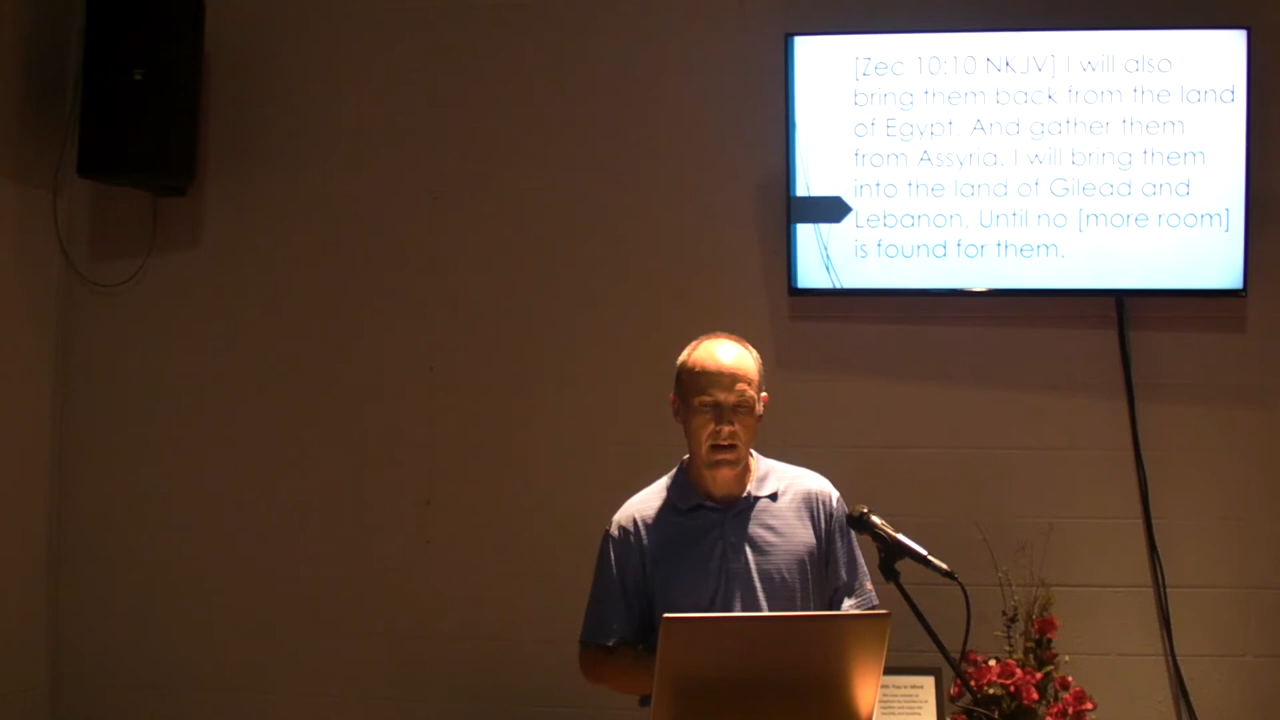 [Zec 10:10 NKJV] I will also
bring them back from the land
of Egypt, And gather them
from Assyria. I will bring them
into the land of Gilead and
Lebanon, Until no [more room]
is found for them.